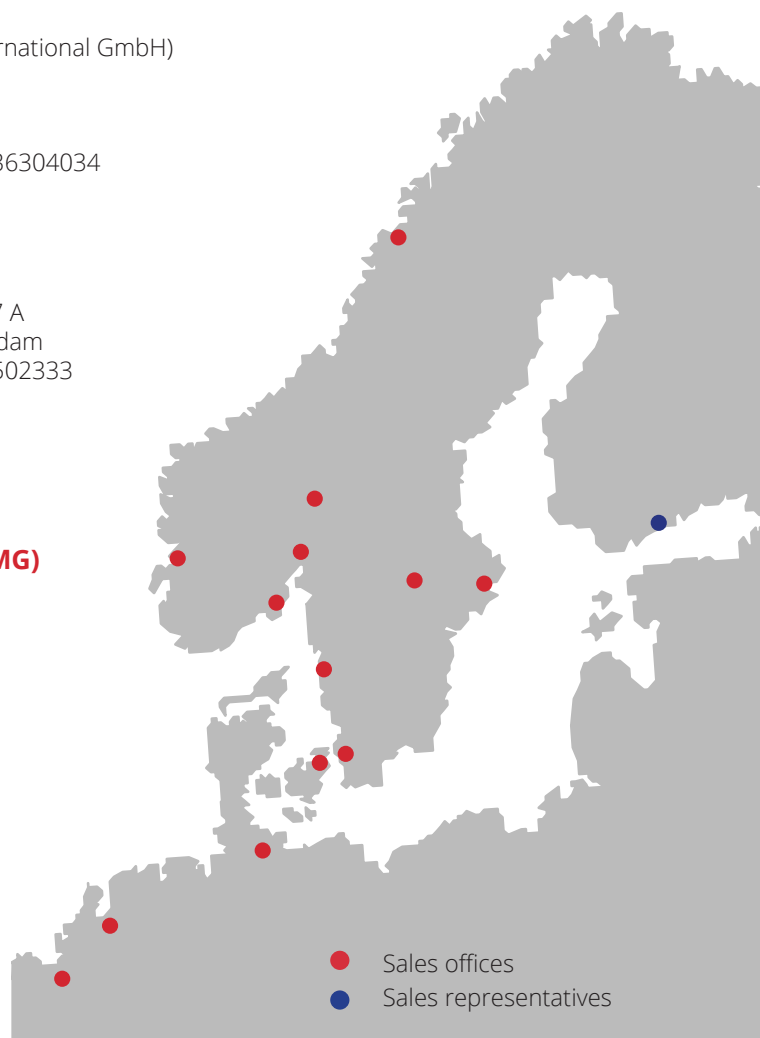 rnational GmbH)
36304034
7 A
dam
502333
MG)
Sales offices
Sales representatives